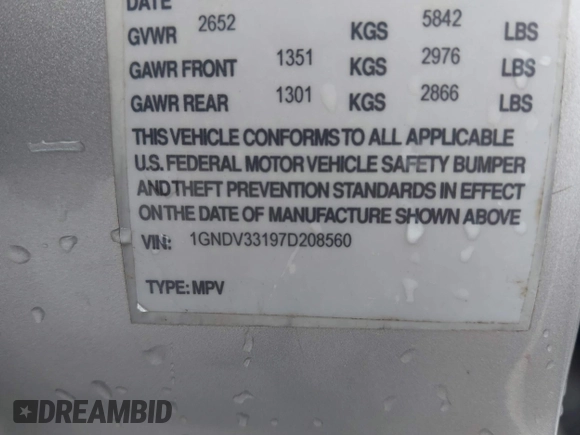 DATE
GVWR 2652 KGS 5842 LBS
GAWR FRONT 1351 KGS 2976 LBS
GAWR REAR 1301 KGS 2866 LBS
THIS VEHICLE CONFORMS TO ALL APPLICABLE
U.S. FEDERAL MOTOR VEHICLE SAFETY BUMPER
AND THEFT PREVENTION STANDARDS IN EFFECT
ON THE DATE OF MANUFACTURE SHOWN ABOVE
VIN: 1GNDV33197D208560
TYPE: MPV
DREAMBID